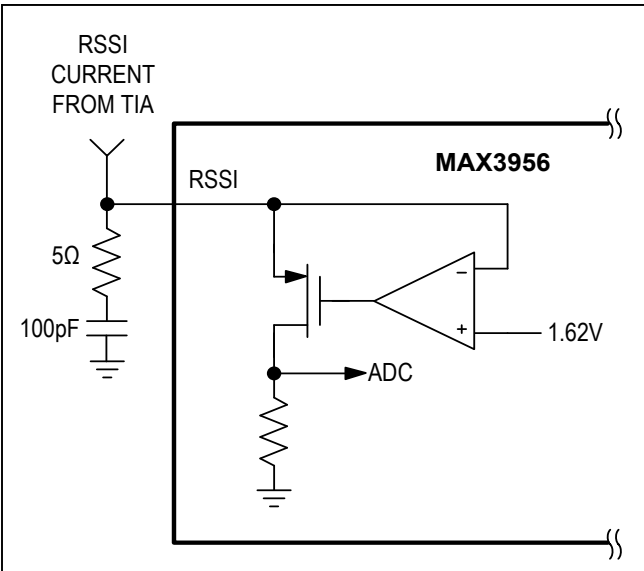 RSSI
CURRENT
FROM TIA
MAX3956
RSSI
5Ω
100pF
−
+
1.62V
ADC